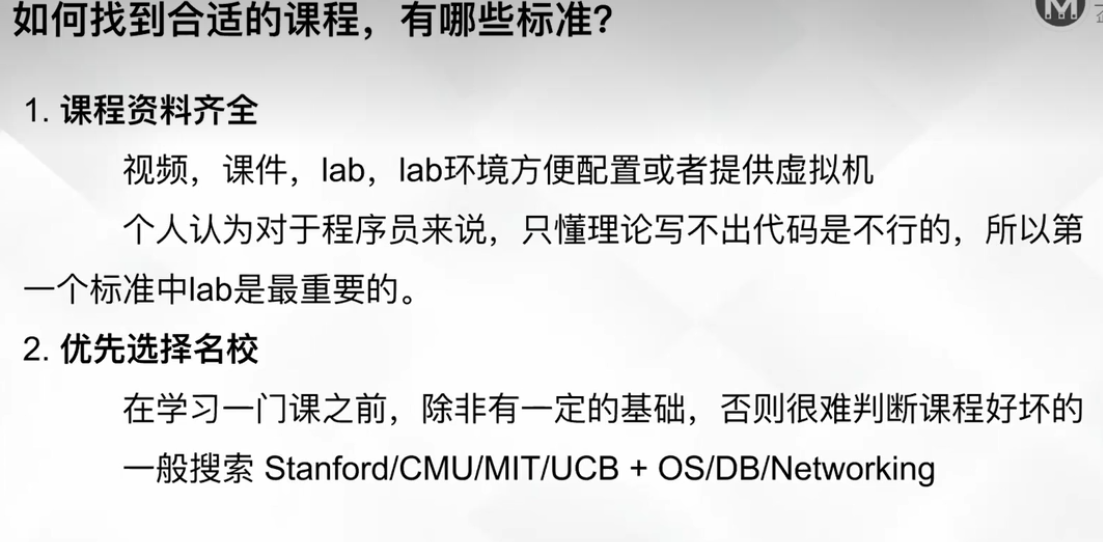 如何找到合适的课程，有哪些标准？
1. 课程资料齐全
视频，课件，lab，lab环境方便配置或者提供虚拟机
个人认为对于程序员来说，只懂理论写不出代码是不行的，所以第
一个标准中lab是最重要的。
2. 优先选择名校
在学习一门课之前，除非有一定的基础，否则很难判断课程好坏的
一般搜索 Stanford/CMU/MIT/UCB + OS/DB/Networking